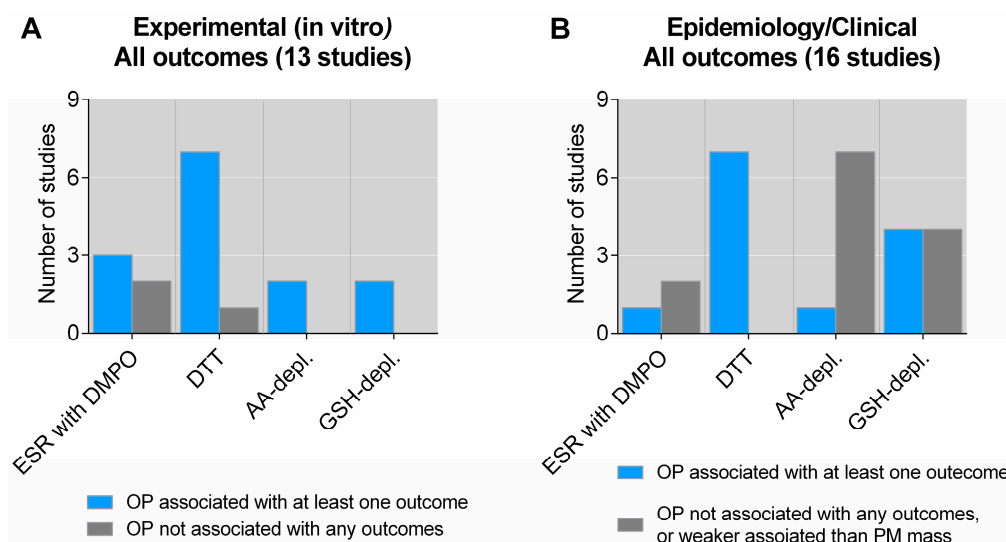 A
Experimental (in vitro)
All outcomes (13 studies)
Number of studies
9
6
3
0
ESR with DMPO
DTT
AA-depl.
GSH-depl.
OP associated with at least one outcome
OP not associated with any outcomes
B
Epidemiology/Clinical
All outcomes (16 studies)
Number of studies
9
6
3
0
ESR with DMPO
DTT
AA-depl.
GSH-depl.
OP associated with at least one outecome
OP not associated with any outcomes,
or weaker assoiated than PM mass